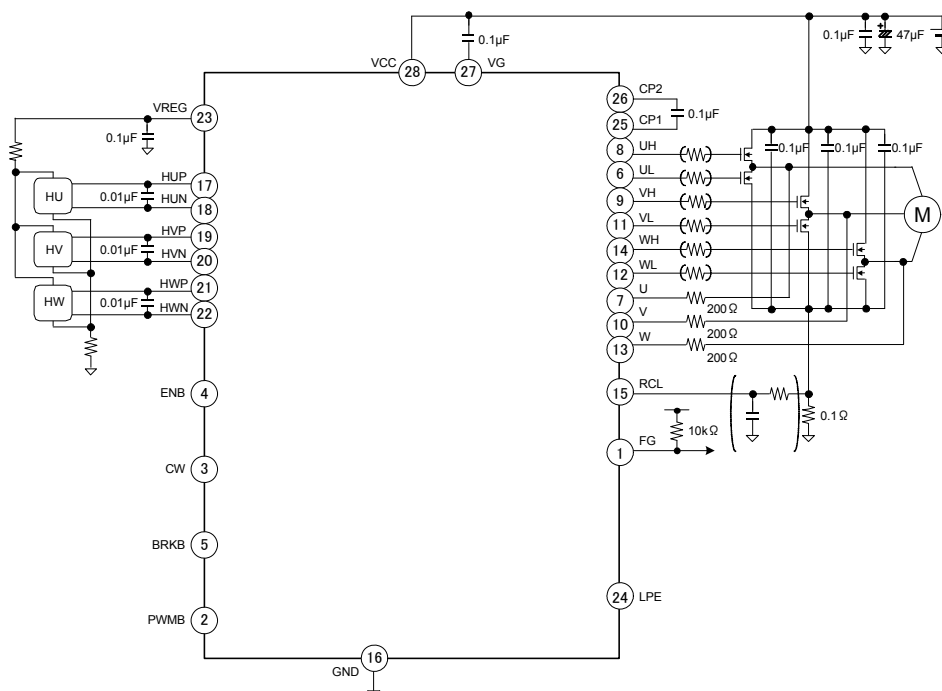 0.1μF
0.1μF
+
47μF
VCC
28
27
VG
VREG
23
0.1μF
26
CP2
0.1μF
25
CP1
8
UH
0.1μF
0.1μF
0.1μF
HU
HUP
17
0.01μF
HUN
18
6
UL
9
VH
M
HV
HVP
19
0.01μF
HVN
20
11
VL
14
WH
HW
HWP
21
0.01μF
HWN
22
12
WL
7
U
200Ω
10
V
200Ω
13
W
200Ω
ENB
4
15
RCL
0.1Ω
10kΩ
1
FG
CW
3
BRKB
5
24
LPE
PWMB
2
16
GND